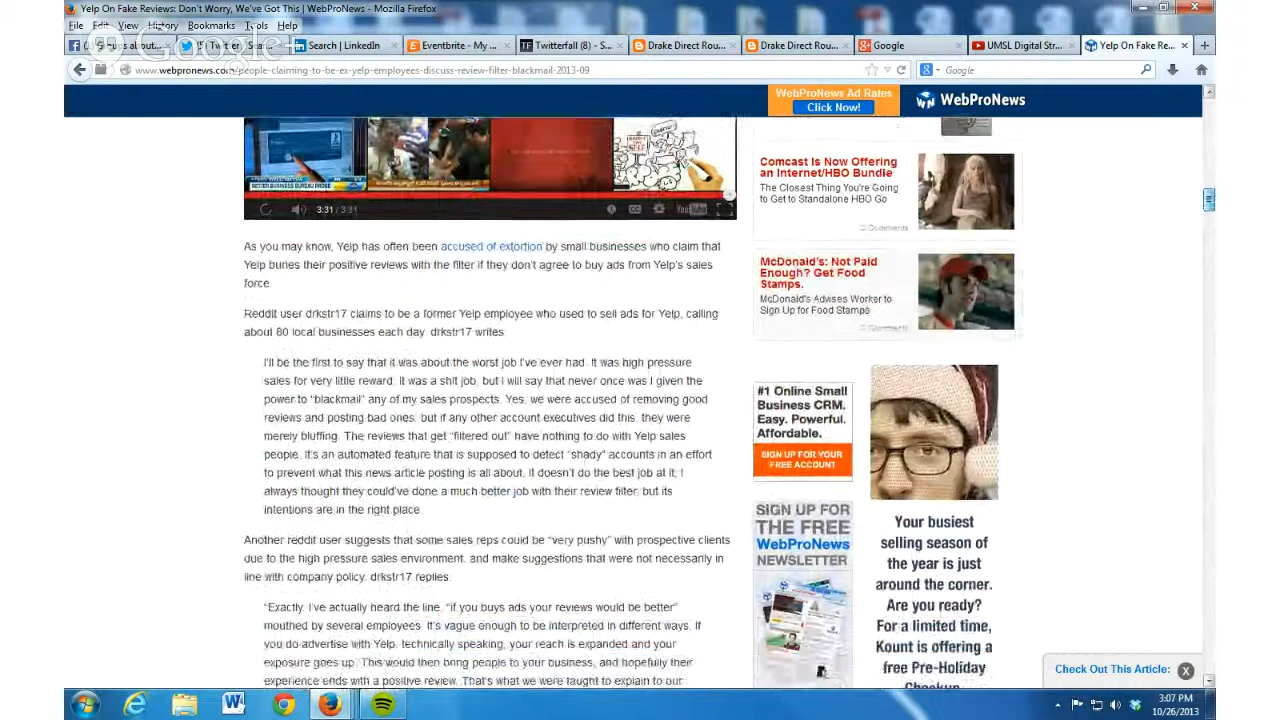 Yelp On Fake Reviews: Don't Worry, We've Got This | WebProNews - Mozilla Firefox
File Edit View History Bookmarks Tools Help
Google+
Search | LinkedIn
Eventbrite - My ...
Twitterfall (8) - S...
Drake Direct Rou...
Drake Direct Rou...
Google
UMSL Digital Str...
Yelp On Fake Re...
www.webpronews.com/people-claiming-to-be-ex-yelp-employees-discuss-review-filter-blackmail-2013-09
Google
WebProNews Ad Rates
Click Now!
WebProNews
BETTER BUSINESS BUREAU PROBE
3:31 / 3:31
CC
YouTube
As you may know, Yelp has often been accused of extortion by small businesses who claim that
Yelp buries their positive reviews with the filter if they don't agree to buy ads from Yelp's sales
force.
Reddit user drkstr17 claims to be a former Yelp employee who used to sell ads for Yelp, calling
about 60 local businesses each day. drkstr17 writes:
I'll be the first to say that it was about the worst job I've ever had. It was high pressure
sales for very little reward. It was a shit job, but I will say that never once was I given the
power to "blackmail" any of my sales prospects. Yes, we were accused of removing good
reviews and posting bad ones, but if any other account executives did this, they were
merely bluffing. The reviews that get "filtered out" have nothing to do with Yelp sales
people. It's an automated feature that is supposed to detect "shady" accounts in an effort
to prevent what this news article posting is all about. It doesn't do the best job at it; I
always thought they could've done a much better job with their review filter, but its
intentions are in the right place.
Another reddit user suggests that some sales reps could be "very pushy" with prospective clients
due to the high pressure sales environment, and make suggestions that were not necessarily in
line with company policy. drkstr17 replies:
"Exactly. I've actually heard the line, "if you buys ads your reviews would be better"
mouthed by several employees. It's vague enough to be interpreted in different ways. If
you do advertise with Yelp, technically speaking, your reach is expanded and your
exposure goes up. This would then bring people to your business, and hopefully their
experience ends with a positive review. That's what we were taught to explain to our
Comcast Is Now Offering
an Internet/HBO Bundle
The Closest Thing You're Going
to Get to Standalone HBO Go
0 Comments
McDonald's: Not Paid
Enough? Get Food
Stamps.
McDonald's Advises Worker to
Sign Up for Food Stamps
0 Comments
#1 Online Small
Business CRM.
Easy. Powerful.
Affordable.
SIGN UP FOR YOUR
FREE ACCOUNT
SIGN UP FOR
THE FREE
WebProNews
NEWSLETTER
Your busiest
selling season of
the year is just
around the corner.
Are you ready?
For a limited time,
Kount is offering a
free Pre-Holiday
Checkup
Check Out This Article:
3:07 PM
10/26/2013